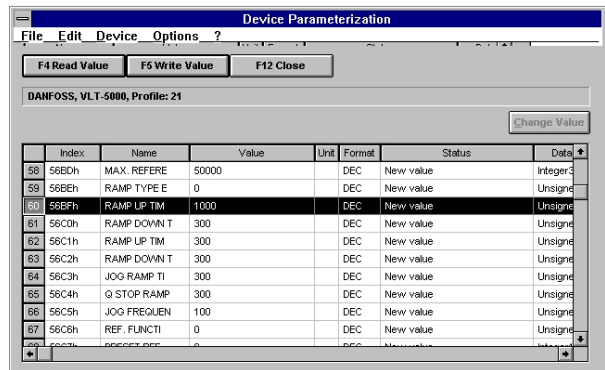 Device Parameterization
File Edit Device Options ?
F4 Read Value F5 Write Value F12 Close
DANFOSS, VLT-5000, Profile: 21
Change Value
Index Name Value Unit Format Status Data
58 56BDh MAX. REFERE 50000 DEC New value Integer3
59 56BEh RAMP TYPE E 0 DEC New value Unsigne
60 56BFh RAMP UP TIM 1000 DEC New value Unsigne
61 56C0h RAMP DOWN T 300 DEC New value Unsigne
62 56C1h RAMP UP TIM 300 DEC New value Unsigne
63 56C2h RAMP DOWN T 300 DEC New value Unsigne
64 56C3h JOG RAMP TI 300 DEC New value Unsigne
65 56C4h Q STOP RAMP 300 DEC New value Unsigne
66 56C5h JOG FREQUEN 100 DEC New value Unsigne
67 56C6h REF. FUNCTI 0 DEC New value Unsigne